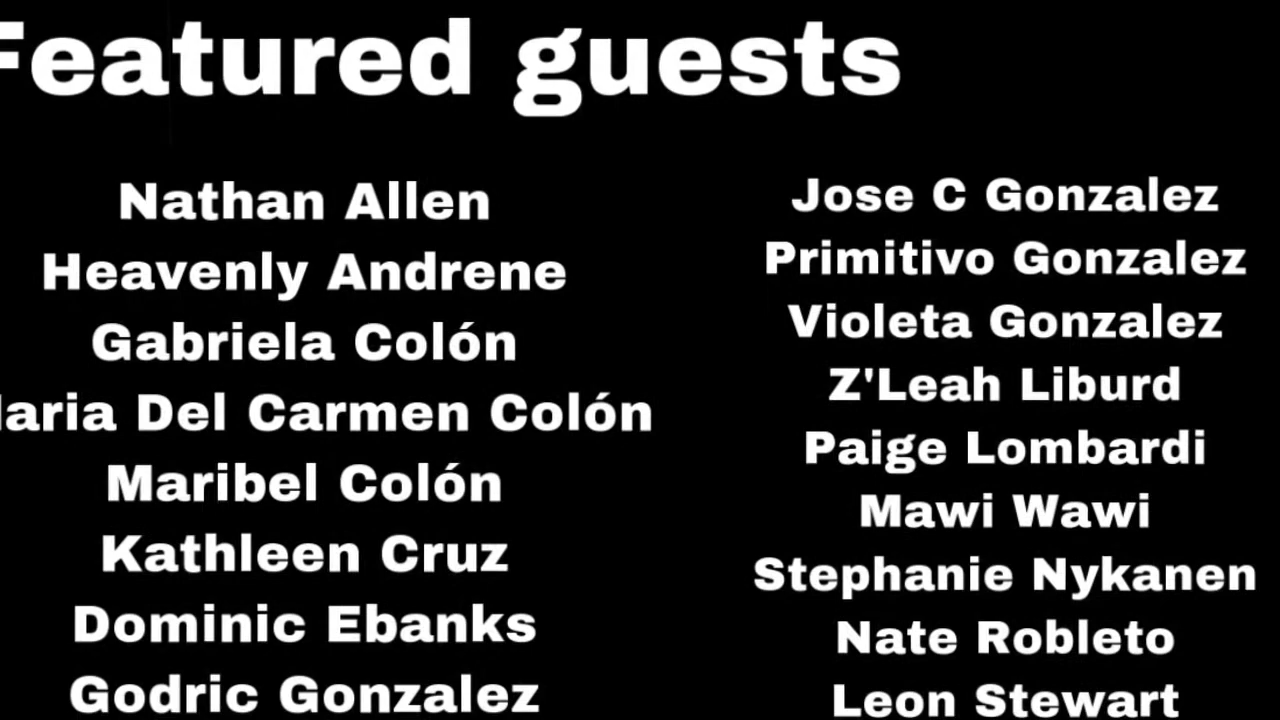 Featured guests
Nathan Allen
Heavenly Andrene
Gabriela Colón
Maria Del Carmen Colón
Maribel Colón
Kathleen Cruz
Dominic Ebanks
Godric Gonzalez
Jose C Gonzalez
Primitivo Gonzalez
Violeta Gonzalez
Z'Leah Liburd
Paige Lombardi
Mawi Wawi
Stephanie Nykanen
Nate Robleto
Leon Stewart